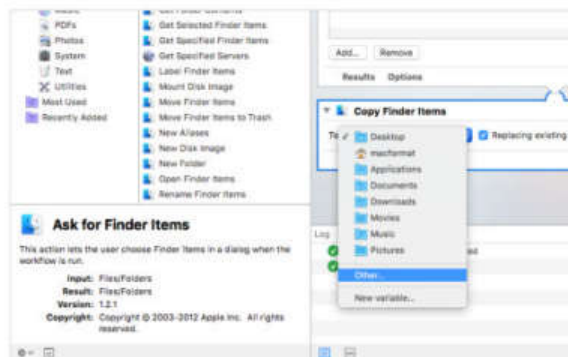 PDFs
Photos
System
Text
Utilities
Most Used
Recently Added
Get Selected Finder Items
Get Specified Finder Items
Get Specified Servers
Label Finder Items
Mount Disk Image
Move Finder Items
Move Finder Items to Trash
New Aliases
New Disk Image
New Folder
Open Finder Items
Rename Finder Items
Ask for Finder Items
This action lets the user choose Finder Items in a dialog when the
workflow is run.
Input: Files/Folders
Result: Files/Folders
Version: 1.2.1
Copyright: Copyright © 2003-2012 Apple Inc. All rights
reserved.
Add... Remove
Results Options
Copy Finder Items
Desktop Replacing existing
macformat
Applications
Documents
Downloads
Movies
Music
Pictures
Other...
New variable...
Log